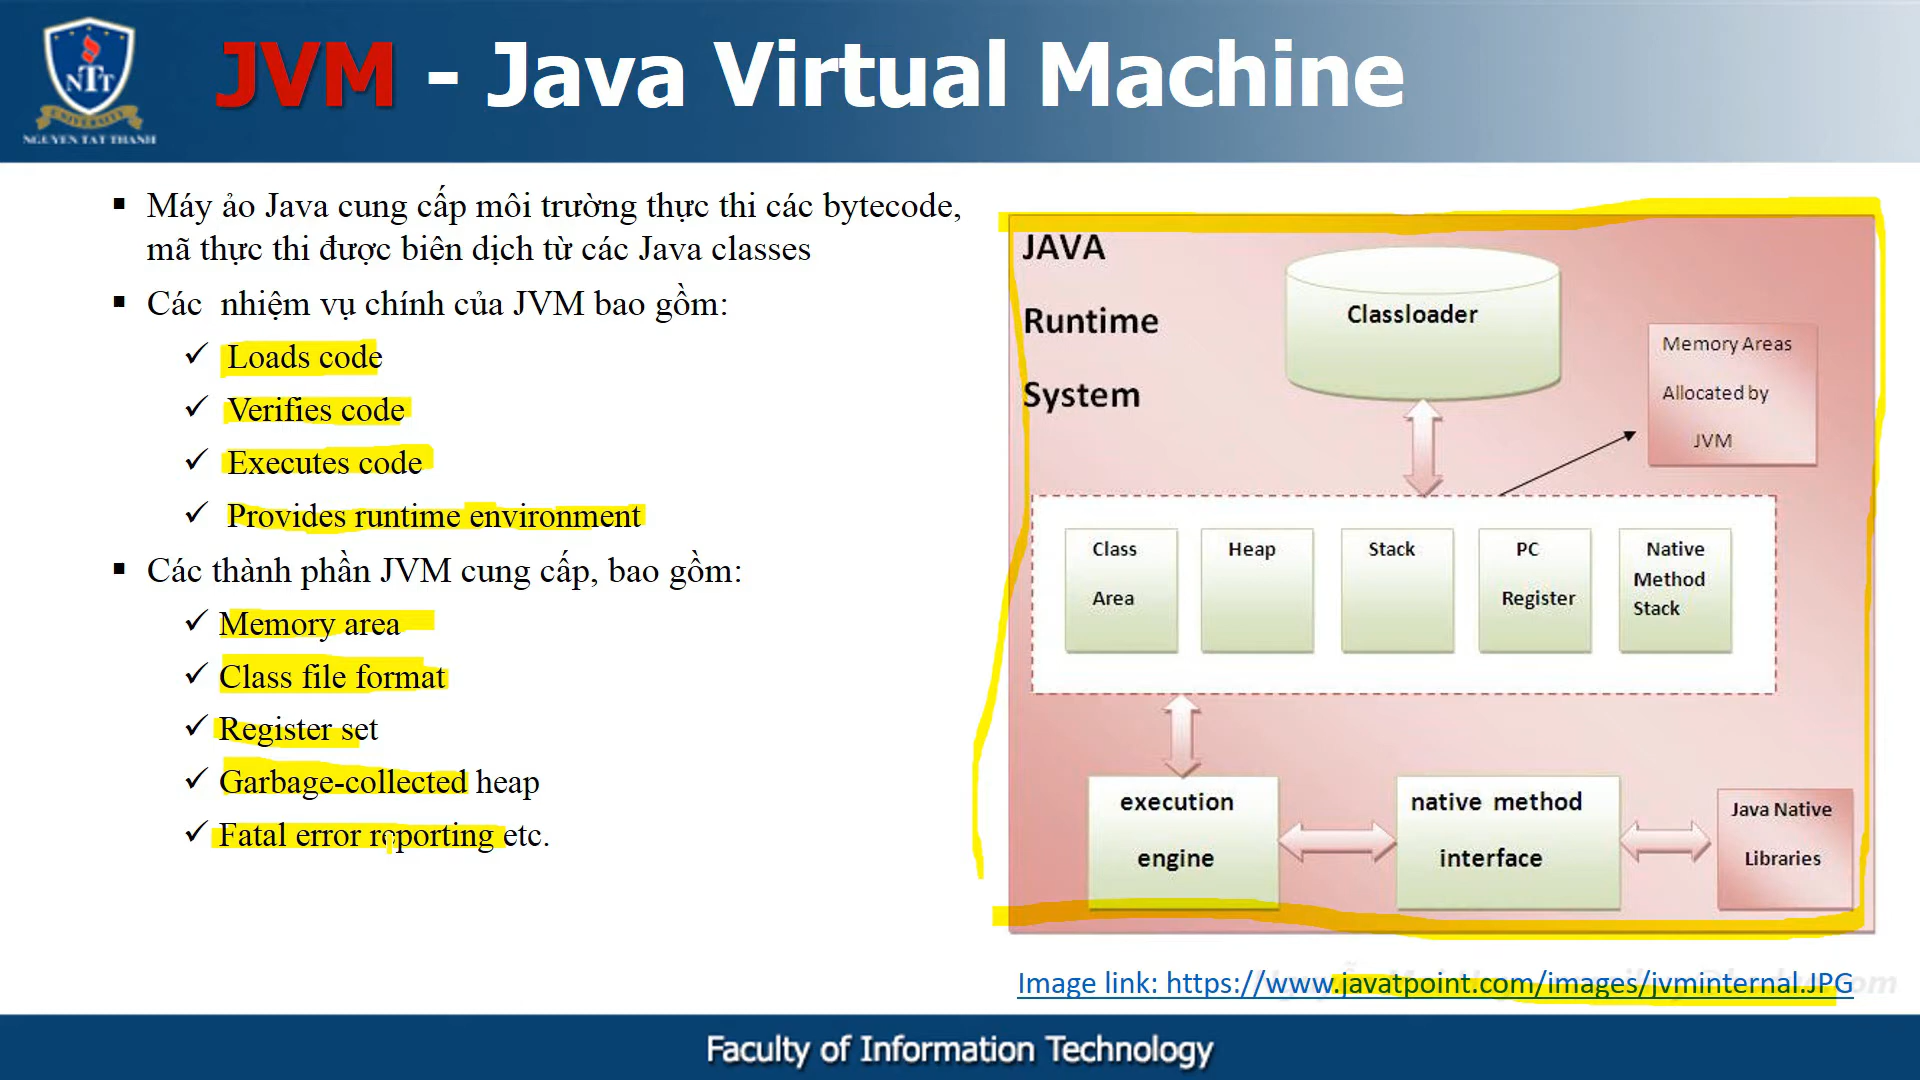 NTT
UNIVERSITY
NGUYEN TAT THANH
JVM - Java Virtual Machine
Máy ảo Java cung cấp môi trường thực thi các bytecode,
mã thực thi được biên dịch từ các Java classes
Các nhiệm vụ chính của JVM bao gồm:
Loads code
Verifies code
Executes code
Provides runtime environment
Các thành phần JVM cung cấp, bao gồm:
Memory area
Class file format
Register set
Garbage-collected heap
Fatal error reporting etc.
JAVA
Runtime
System
Classloader
Memory Areas
Allocated by
JVM
Class
Area
Heap
Stack
PC
Register
Native
Method
Stack
execution
engine
native method
interface
Java Native
Libraries
Image link: https://www.javatpoint.com/images/jvminternal.JPG
Faculty of Information Technology